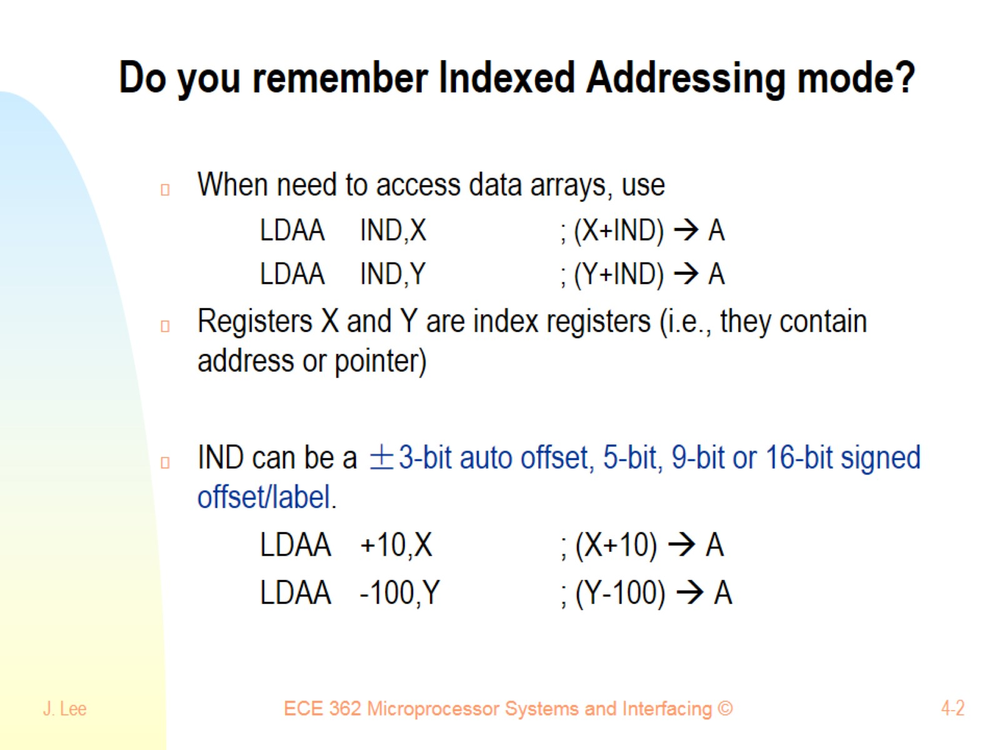 Do you remember Indexed Addressing mode?
When need to access data arrays, use
LDAA IND,X ; (X+IND) → A
LDAA IND,Y ; (Y+IND) → A
Registers X and Y are index registers (i.e., they contain
address or pointer)
IND can be a ±3-bit auto offset, 5-bit, 9-bit or 16-bit signed
offset/label.
LDAA +10,X ; (X+10) → A
LDAA -100,Y ; (Y-100) → A
J. Lee ECE 362 Microprocessor Systems and Interfacing © 4-2